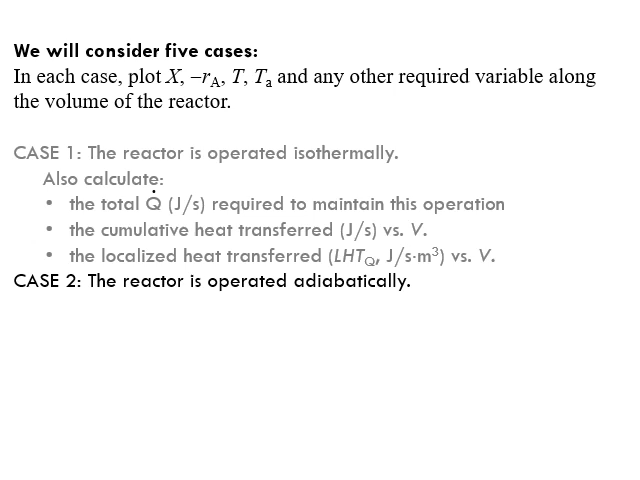 We will consider five cases:
In each case, plot X, −rA, T, Ta and any other required variable along
the volume of the reactor.
CASE 1: The reactor is operated isothermally.
Also calculate:
• the total Q̇ (J/s) required to maintain this operation
• the cumulative heat transferred (J/s) vs. V.
• the localized heat transferred (LHTQ, J/s·m³) vs. V.
CASE 2: The reactor is operated adiabatically.